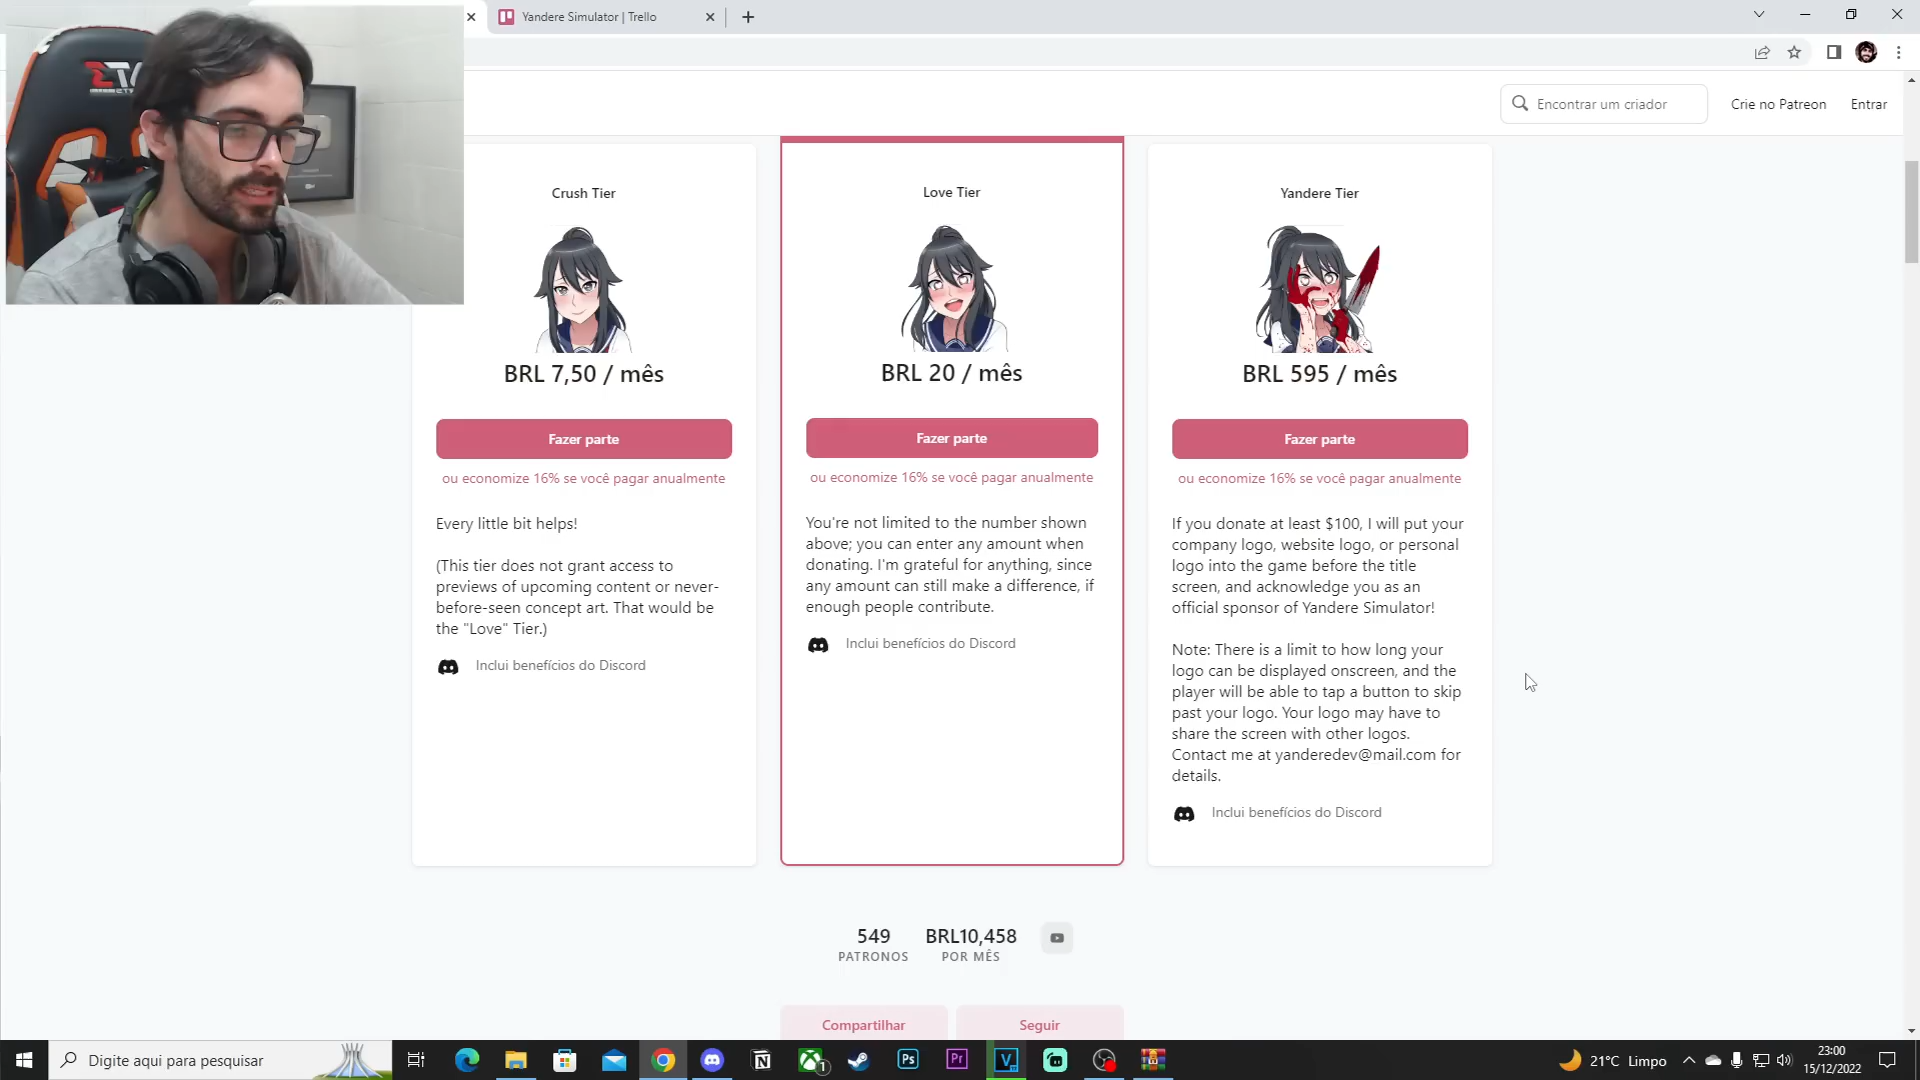 Yandere Simulator | Trello
Encontrar um criador
Crie no Patreon
Entrar
Crush Tier
BRL 7,50 / mês
Fazer parte
ou economize 16% se você pagar anualmente
Every little bit helps!
(This tier does not grant access to
previews of upcoming content or never-
before-seen concept art. That would be
the "Love" Tier.)
Inclui benefícios do Discord
Love Tier
BRL 20 / mês
Fazer parte
ou economize 16% se você pagar anualmente
You're not limited to the number shown
above; you can enter any amount when
donating. I'm grateful for anything, since
any amount can still make a difference, if
enough people contribute.
Inclui benefícios do Discord
Yandere Tier
BRL 595 / mês
Fazer parte
ou economize 16% se você pagar anualmente
If you donate at least $100, I will put your
company logo, website logo, or personal
logo into the game before the title
screen, and acknowledge you as an
official sponsor of Yandere Simulator!
Note: There is a limit to how long your
logo can be displayed onscreen, and the
player will be able to tap a button to skip
past your logo. Your logo may have to
share the screen with other logos.
Contact me at yanderedev@mail.com for
details.
Inclui benefícios do Discord
549
PATRONOS
BRL10,458
POR MÊS
Compartilhar
Seguir
Digite aqui para pesquisar
1
Ps
Pr
V
21°C Limpo
23:00
15/12/2022